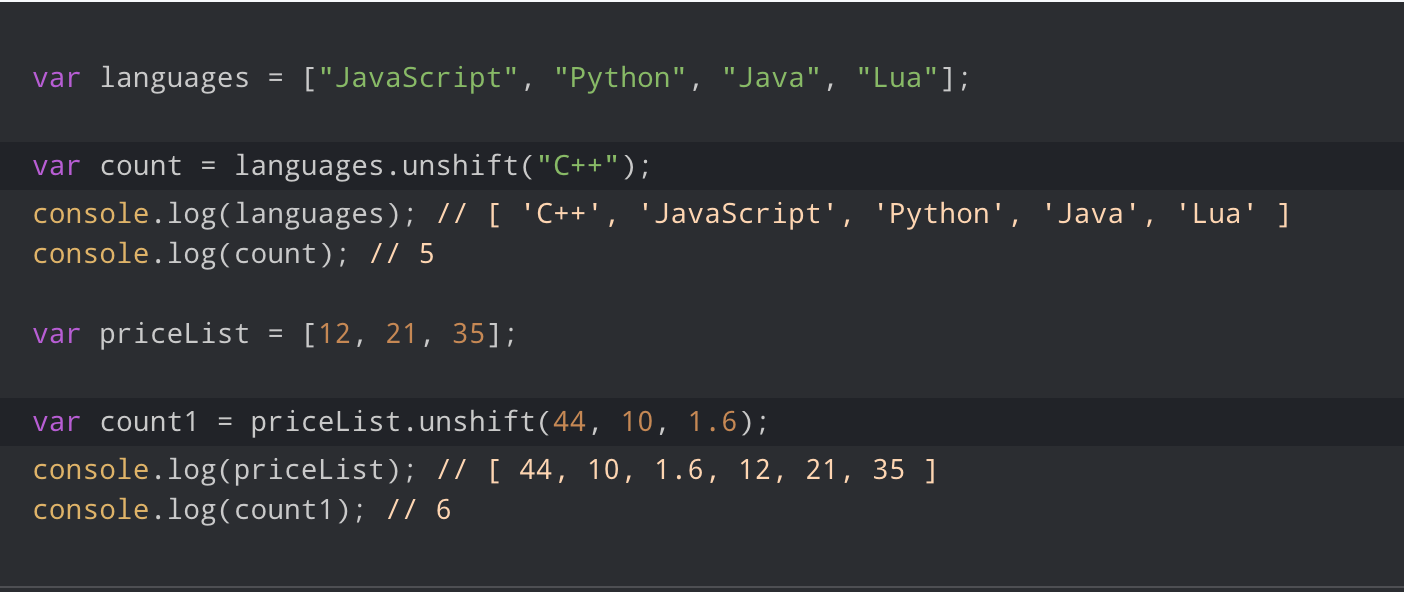 var languages = ["JavaScript", "Python", "Java", "Lua"];
var count = languages.unshift("C++");
console.log(languages); // [ 'C++', 'JavaScript', 'Python', 'Java', 'Lua' ]
console.log(count); // 5
var priceList = [12, 21, 35];
var count1 = priceList.unshift(44, 10, 1.6);
console.log(priceList); // [ 44, 10, 1.6, 12, 21, 35 ]
console.log(count1); // 6